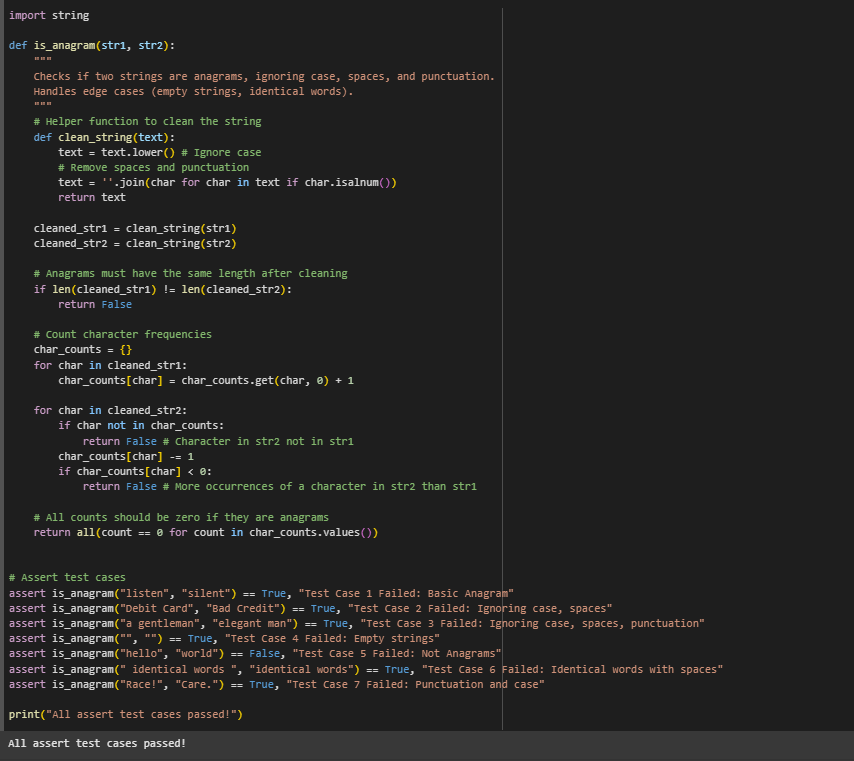 import string
def is_anagram(str1, str2):
    """
    Checks if two strings are anagrams, ignoring case, spaces, and punctuation.
    Handles edge cases (empty strings, identical words).
    """
    # Helper function to clean the string
    def clean_string(text):
        text = text.lower() # Ignore case
        # Remove spaces and punctuation
        text = ''.join(char for char in text if char.isalnum())
        return text
    cleaned_str1 = clean_string(str1)
    cleaned_str2 = clean_string(str2)
    # Anagrams must have the same length after cleaning
    if len(cleaned_str1) != len(cleaned_str2):
        return False
    # Count character frequencies
    char_counts = {}
    for char in cleaned_str1:
        char_counts[char] = char_counts.get(char, 0) + 1
    for char in cleaned_str2:
        if char not in char_counts:
            return False # Character in str2 not in str1
        char_counts[char] -= 1
        if char_counts[char] < 0:
            return False # More occurrences of a character in str2 than str1
    # All counts should be zero if they are anagrams
    return all(count == 0 for count in char_counts.values())
# Assert test cases
assert is_anagram("listen", "silent") == True, "Test Case 1 Failed: Basic Anagram"
assert is_anagram("Debit Card", "Bad Credit") == True, "Test Case 2 Failed: Ignoring case, spaces"
assert is_anagram("a gentleman", "elegant man") == True, "Test Case 3 Failed: Ignoring case, spaces, punctuation"
assert is_anagram("", "") == True, "Test Case 4 Failed: Empty strings"
assert is_anagram("hello", "world") == False, "Test Case 5 Failed: Not Anagrams"
assert is_anagram(" identical words ", "identical words") == True, "Test Case 6 Failed: Identical words with spaces"
assert is_anagram("Race!", "Care.") == True, "Test Case 7 Failed: Punctuation and case"
print("All assert test cases passed!")
All assert test cases passed!